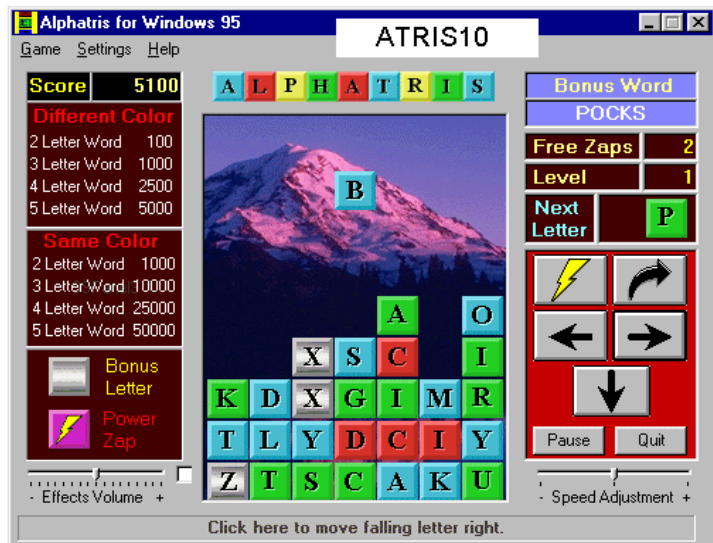 Alphatris for Windows 95
ATRIS10
Game Settings Help
Score 5100
Different Color
2 Letter Word 100
3 Letter Word 1000
4 Letter Word 2500
5 Letter Word 5000
Same Color
2 Letter Word 1000
3 Letter Word 10000
4 Letter Word 25000
5 Letter Word 50000
Bonus
Letter
Power
Zap
- Effects Volume +
A L P H A T R I S
B
A O
X S C I
K D X G I M R
T L Y D C I Y
Z T S C A K U
Bonus Word
POCKS
Free Zaps 2
Level 1
Next
Letter
P
Pause Quit
- Speed Adjustment +
Click here to move falling letter right.